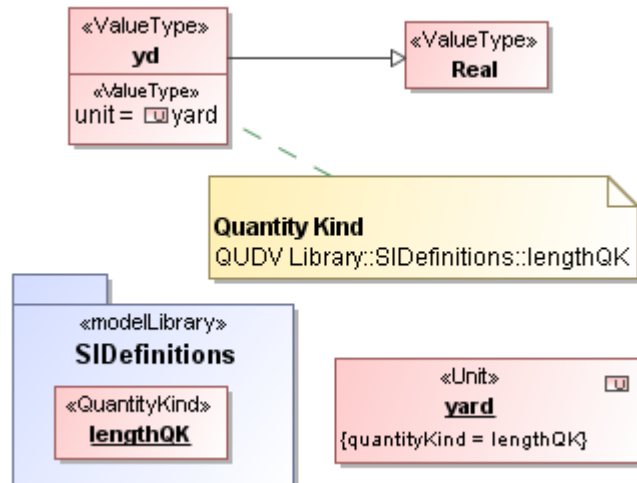 «ValueType»
yd
«ValueType»
unit = yard
«ValueType»
Real
Quantity Kind
QUDV Library::SIDefinitions::lengthQK
«modelLibrary»
SIDefinitions
«QuantityKind»
lengthQK
«Unit»
yard
{quantityKind = lengthQK}